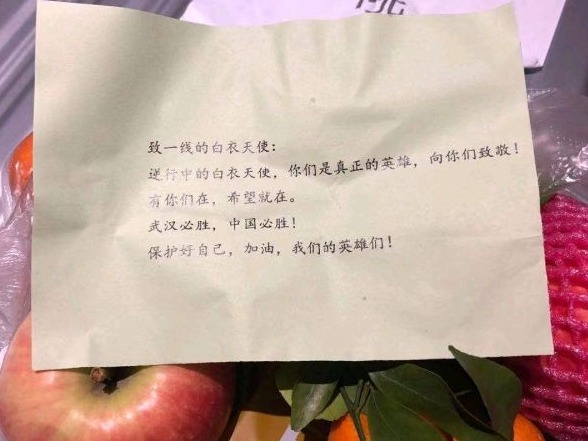 致一线的白衣天使：
逆行中的白衣天使，你们是真正的英雄，向你们致敬！
有你们在，希望就在。
武汉必胜，中国必胜！
保护好自己，加油，我们的英雄们！